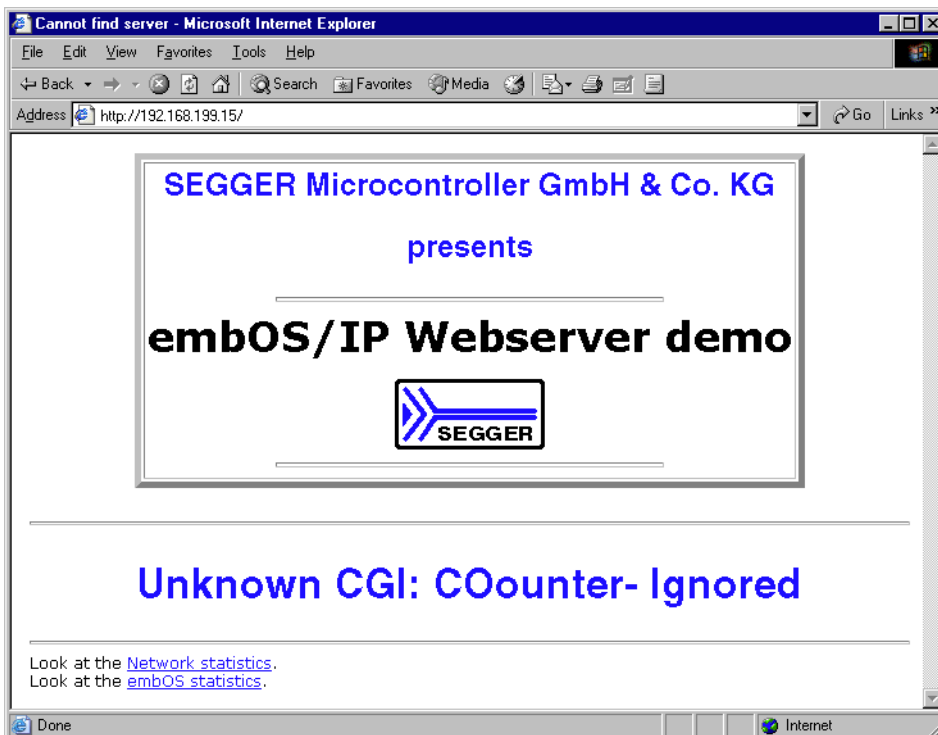 Cannot find server - Microsoft Internet Explorer
File Edit View Favorites Tools Help
Back Search Favorites Media
Address http://192.168.199.15/ Go Links »
SEGGER Microcontroller GmbH & Co. KG
presents
embOS/IP Webserver demo
SEGGER
Unknown CGI: COounter- Ignored
Look at the Network statistics.
Look at the embOS statistics.
Done Internet